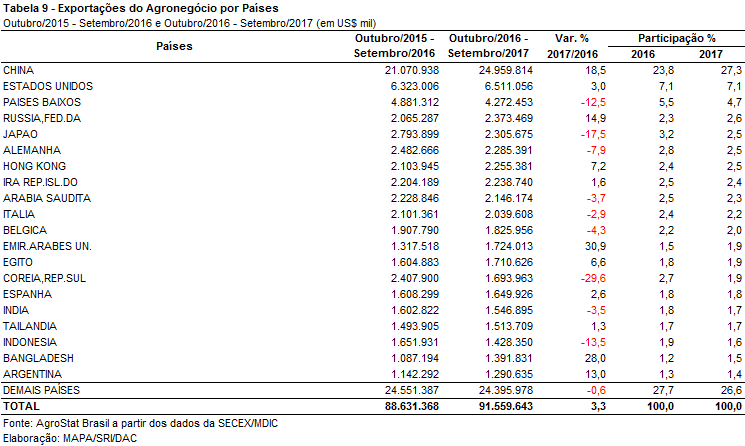 Tabela 9 - Exportações do Agronegócio por Países
Outubro/2015 - Setembro/2016 e Outubro/2016 - Setembro/2017 (em US$ mil)
Países Outubro/2015 - Setembro/2016 Outubro/2016 - Setembro/2017 Var. % 2017/2016 Participação % 2016 2017
CHINA 21.070.938 24.959.814 18,5 23,8 27,3
ESTADOS UNIDOS 6.323.006 6.511.056 3,0 7,1 7,1
PAISES BAIXOS 4.881.312 4.272.453 -12,5 5,5 4,7
RUSSIA,FED.DA 2.065.287 2.373.469 14,9 2,3 2,6
JAPAO 2.793.899 2.305.675 -17,5 3,2 2,5
ALEMANHA 2.482.666 2.285.391 -7,9 2,8 2,5
HONG KONG 2.103.945 2.255.381 7,2 2,4 2,5
IRA REP.ISL.DO 2.204.189 2.238.740 1,6 2,5 2,4
ARABIA SAUDITA 2.228.846 2.146.174 -3,7 2,5 2,3
ITALIA 2.101.361 2.039.608 -2,9 2,4 2,2
BELGICA 1.907.790 1.825.956 -4,3 2,2 2,0
EMIR.ARABES UN. 1.317.518 1.724.013 30,9 1,5 1,9
EGITO 1.604.883 1.710.626 6,6 1,8 1,9
COREIA,REP.SUL 2.407.900 1.693.963 -29,6 2,7 1,9
ESPANHA 1.608.299 1.649.926 2,6 1,8 1,8
INDIA 1.602.822 1.546.895 -3,5 1,8 1,7
TAILANDIA 1.493.905 1.513.709 1,3 1,7 1,7
INDONESIA 1.651.931 1.428.350 -13,5 1,9 1,6
BANGLADESH 1.087.194 1.391.831 28,0 1,2 1,5
ARGENTINA 1.142.292 1.290.635 13,0 1,3 1,4
DEMAIS PAÍSES 24.551.387 24.395.978 -0,6 27,7 26,6
TOTAL 88.631.368 91.559.643 3,3 100,0 100,0
Fonte: AgroStat Brasil a partir dos dados da SECEX/MDIC
Elaboração: MAPA/SRI/DAC